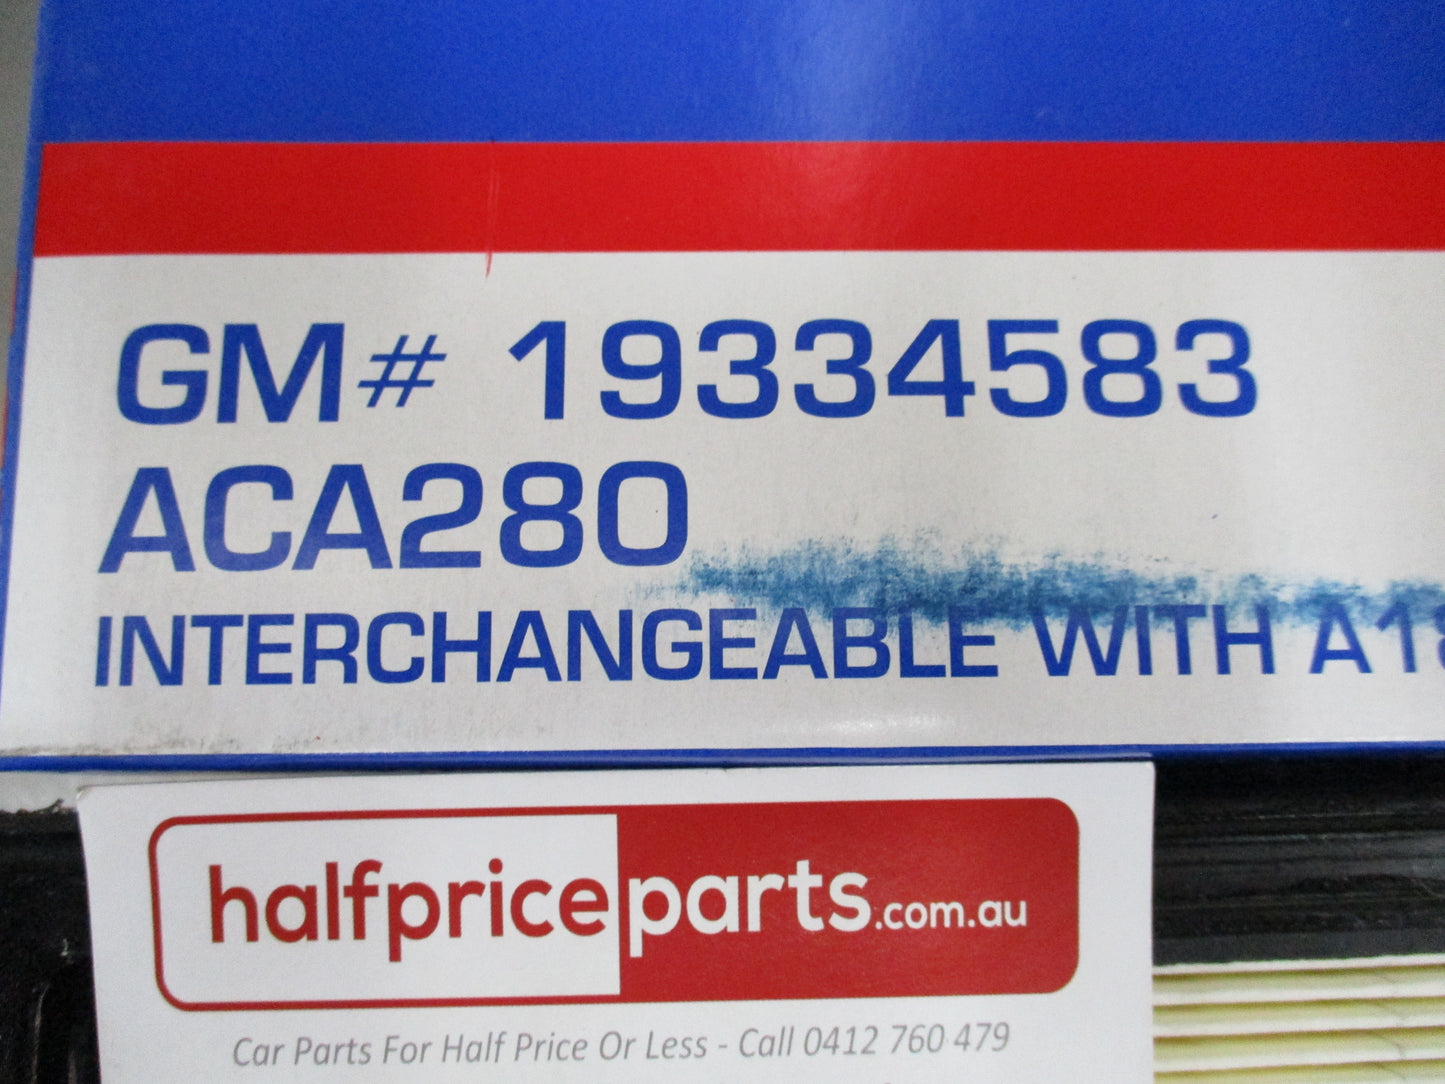 GM# 19334583
ACA280
INTERCHANGEABLE WITH
halfpriceparts.com.au
Car Parts For Half Price Or Less - Call 0412 760 479